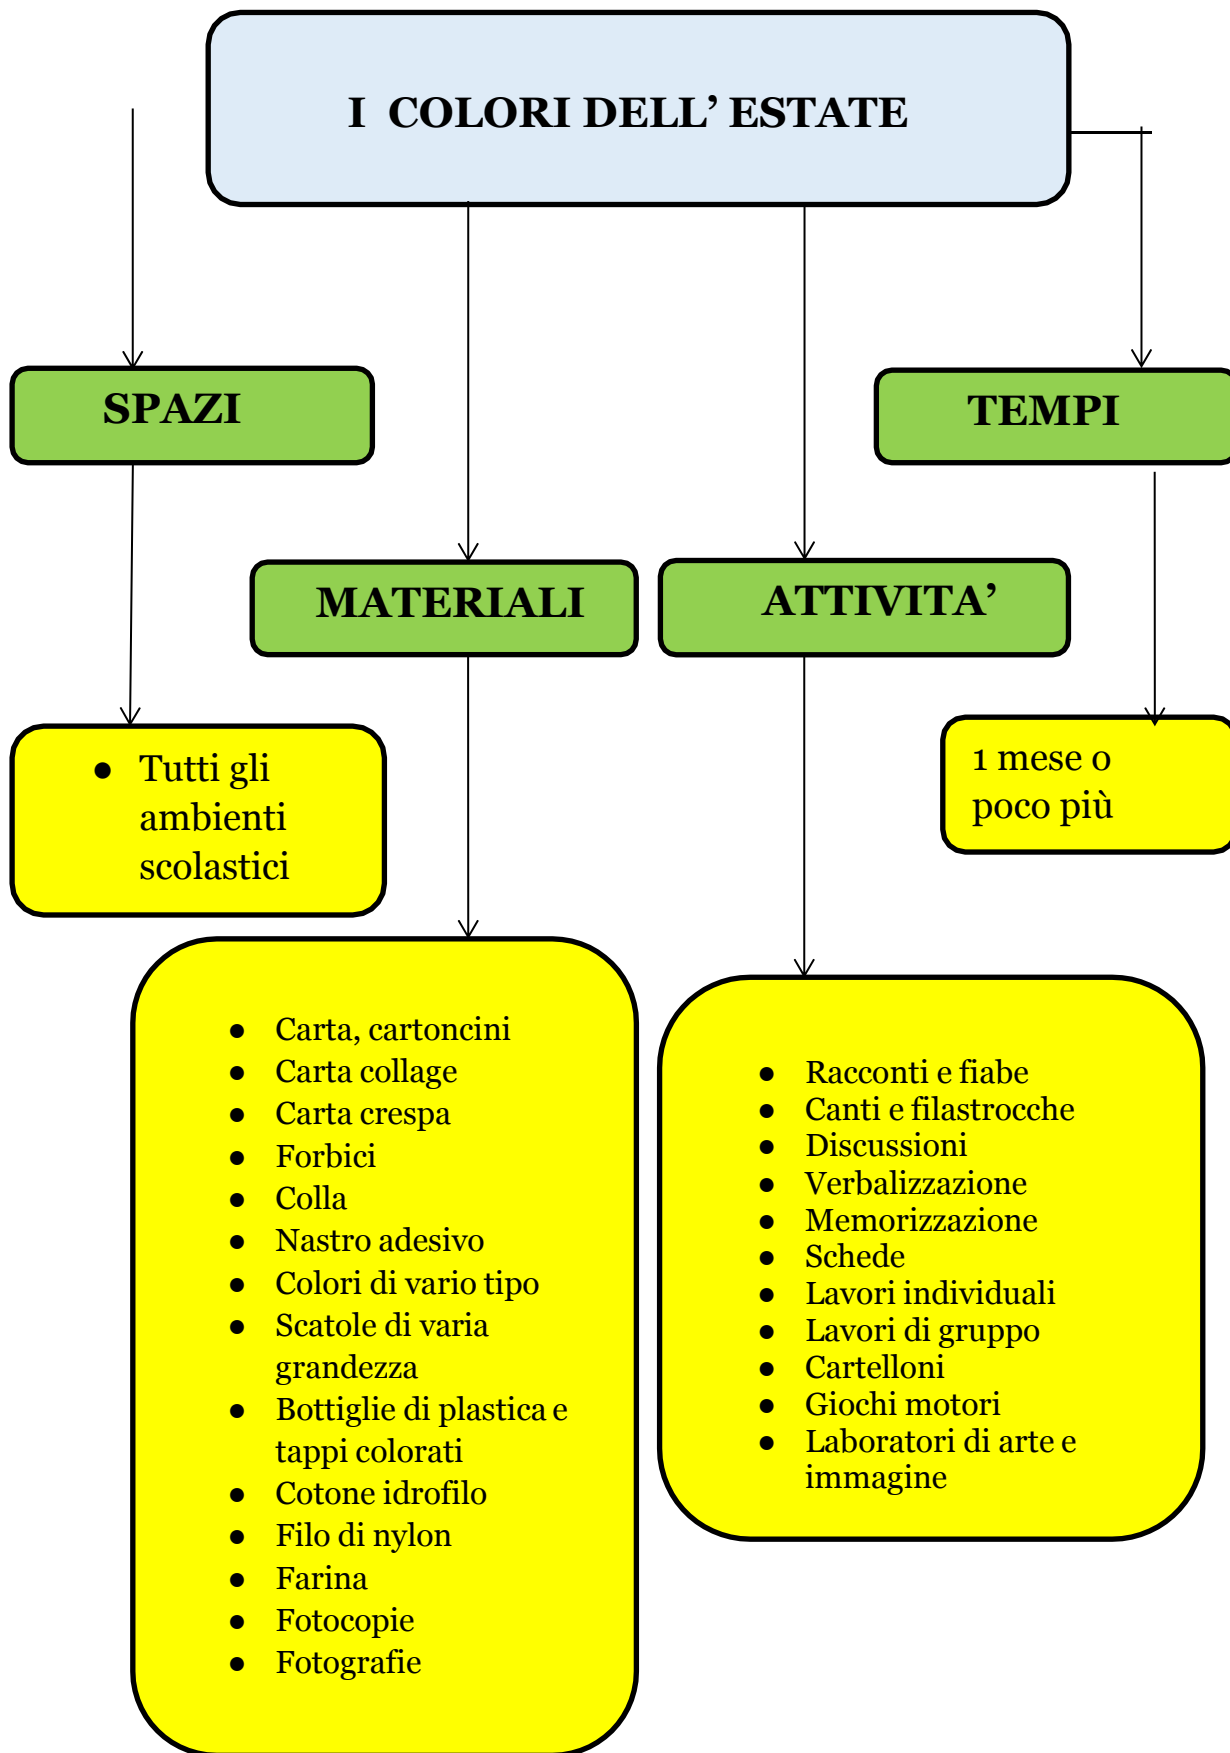 I COLORI DELL’ ESTATE
SPAZI
TEMPI
MATERIALI
ATTIVITA’
● Tutti gli
ambienti
scolastici
1 mese o
poco più
● Carta, cartoncini
● Carta collage
● Carta crespa
● Forbici
● Colla
● Nastro adesivo
● Colori di vario tipo
● Scatole di varia
grandezza
● Bottiglie di plastica e
tappi colorati
● Cotone idrofilo
● Filo di nylon
● Farina
● Fotocopie
● Fotografie
● Racconti e fiabe
● Canti e filastrocche
● Discussioni
● Verbalizzazione
● Memorizzazione
● Schede
● Lavori individuali
● Lavori di gruppo
● Cartelloni
● Giochi motori
● Laboratori di arte e
immagine